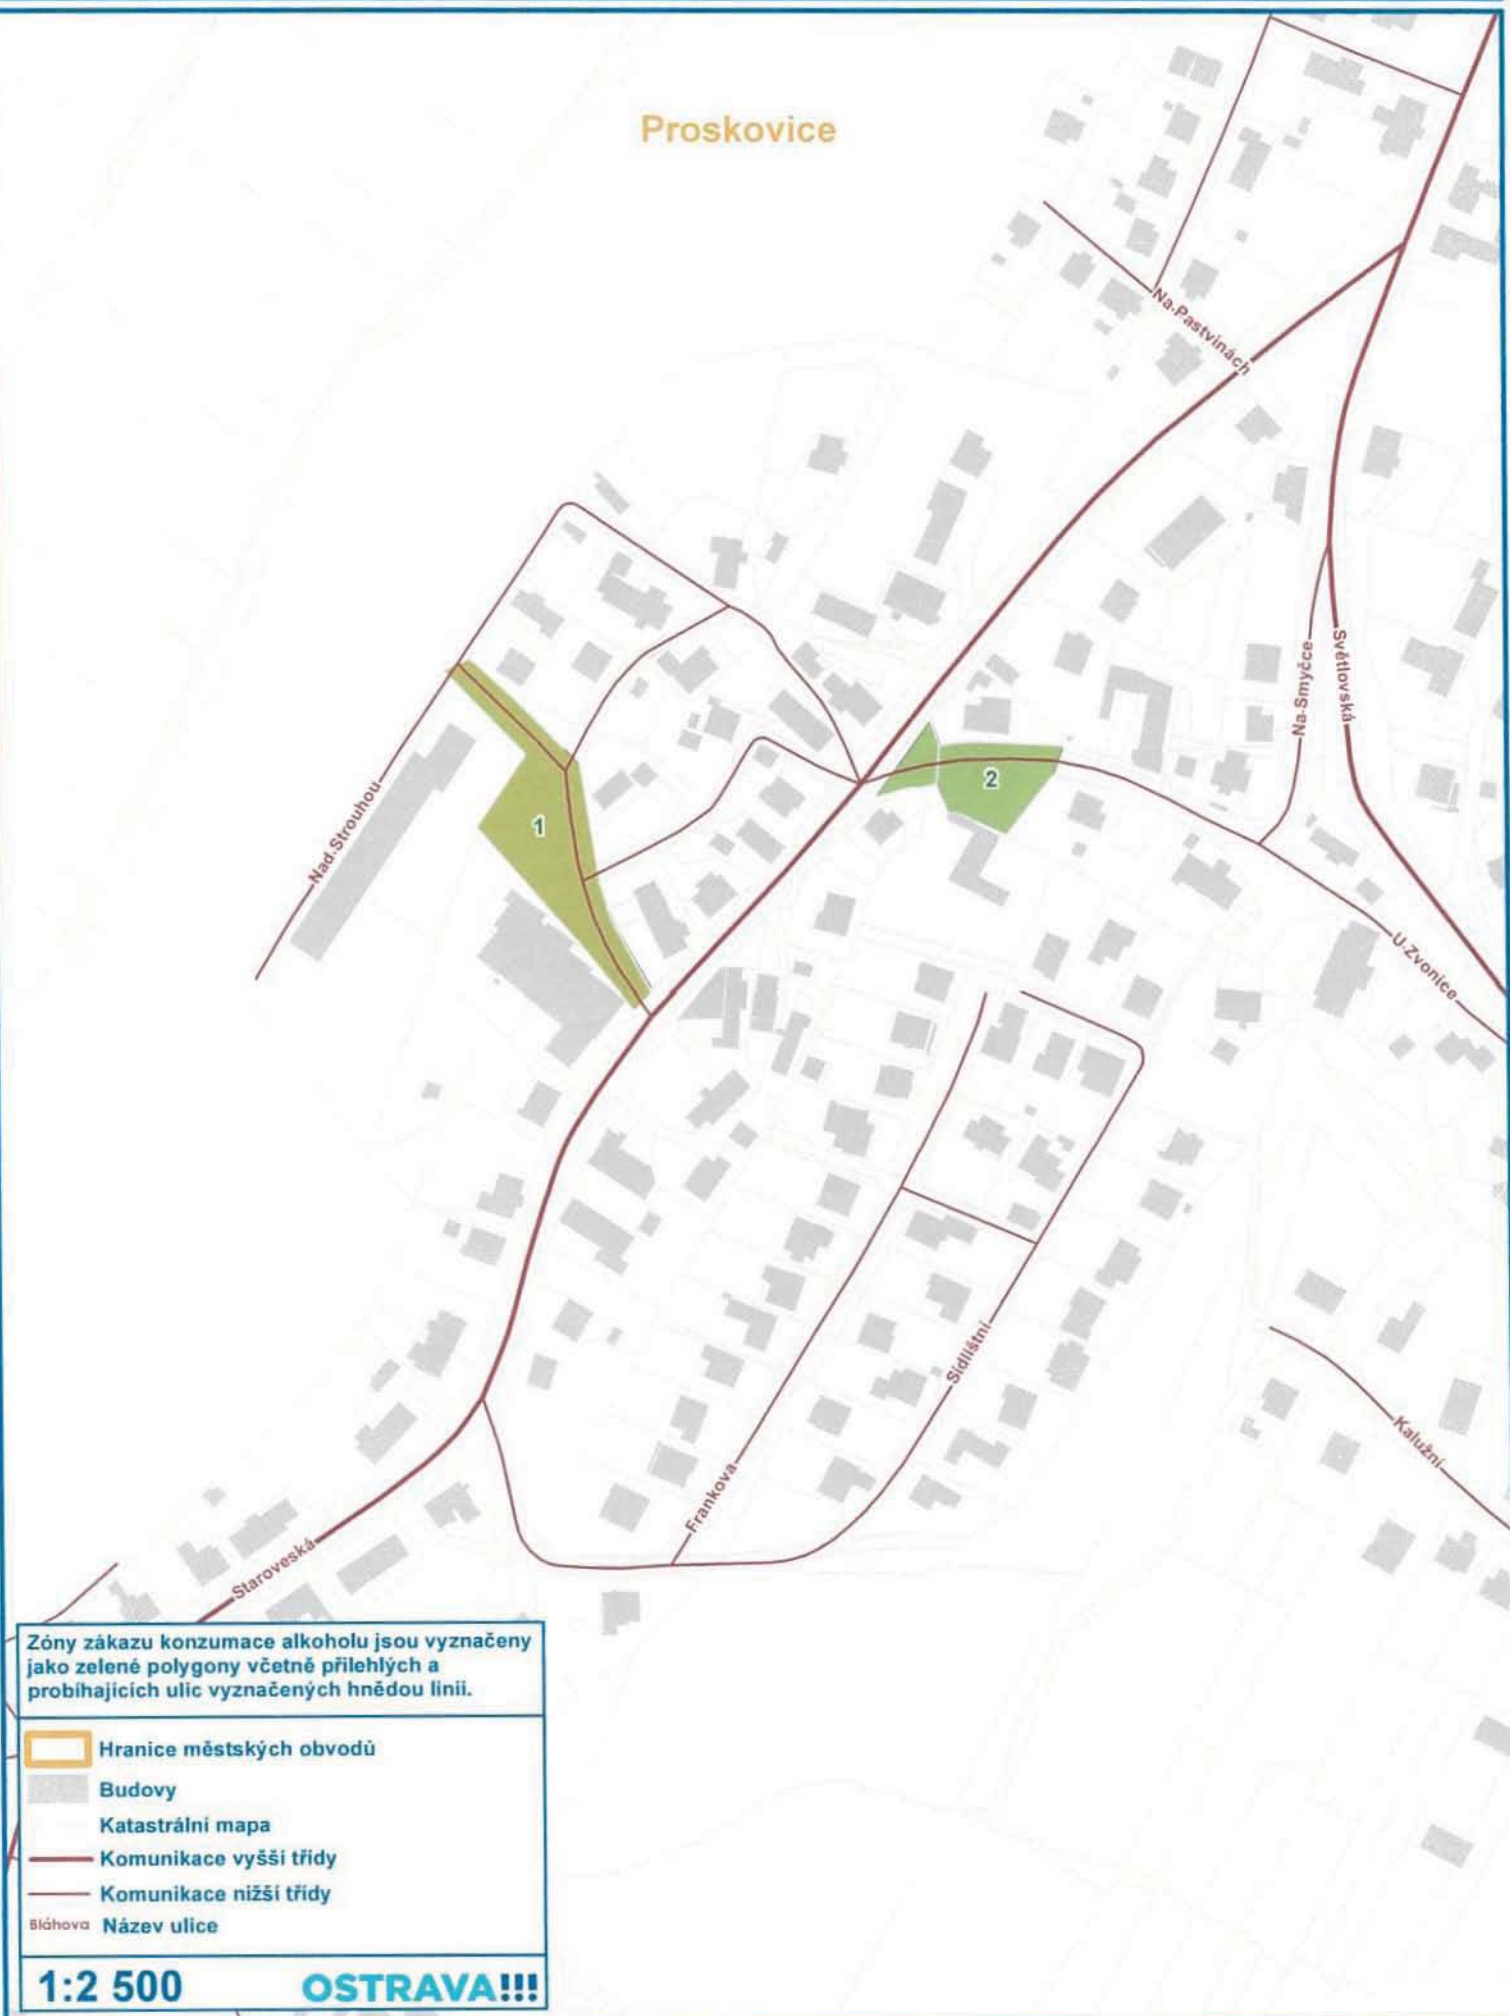 Proskovice
Na Pastvinách
Na Smyčce
Světlovská
2
1
Nad Strouhou
U Zvonice
Sídlištní
Kalužní
Frankova
Staroveská
Zóny zákazu konzumace alkoholu jsou vyznačeny
jako zelené polygony včetně přilehlých a
probíhajících ulic vyznačených hnědou linií.
Hranice městských obvodů
Budovy
Katastrální mapa
Komunikace vyšší třídy
Komunikace nižší třídy
Bláhova Název ulice
1:2 500 OSTRAVA!!!